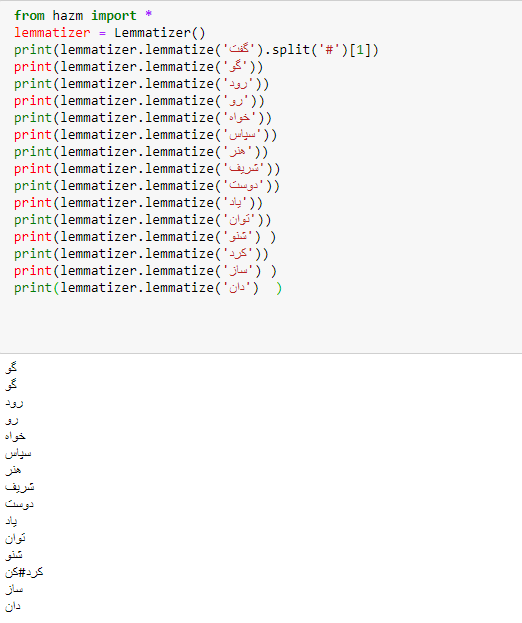 from hazm import *
lemmatizer = Lemmatizer()
print(lemmatizer.lemmatize('گفت').split('#')[1])
print(lemmatizer.lemmatize('گو'))
print(lemmatizer.lemmatize('رود'))
print(lemmatizer.lemmatize('رو'))
print(lemmatizer.lemmatize('خواه'))
print(lemmatizer.lemmatize('سپاس'))
print(lemmatizer.lemmatize('هنر'))
print(lemmatizer.lemmatize('شریف'))
print(lemmatizer.lemmatize('دوست'))
print(lemmatizer.lemmatize('یاد'))
print(lemmatizer.lemmatize('توان'))
print(lemmatizer.lemmatize('شنو') )
print(lemmatizer.lemmatize('کرد'))
print(lemmatizer.lemmatize('ساز') )
print(lemmatizer.lemmatize('دان')  )
گو
گو
رود
رو
خواه
سپاس
هنر
شریف
دوست
یاد
توان
شنو
کرد#کن
ساز
دان